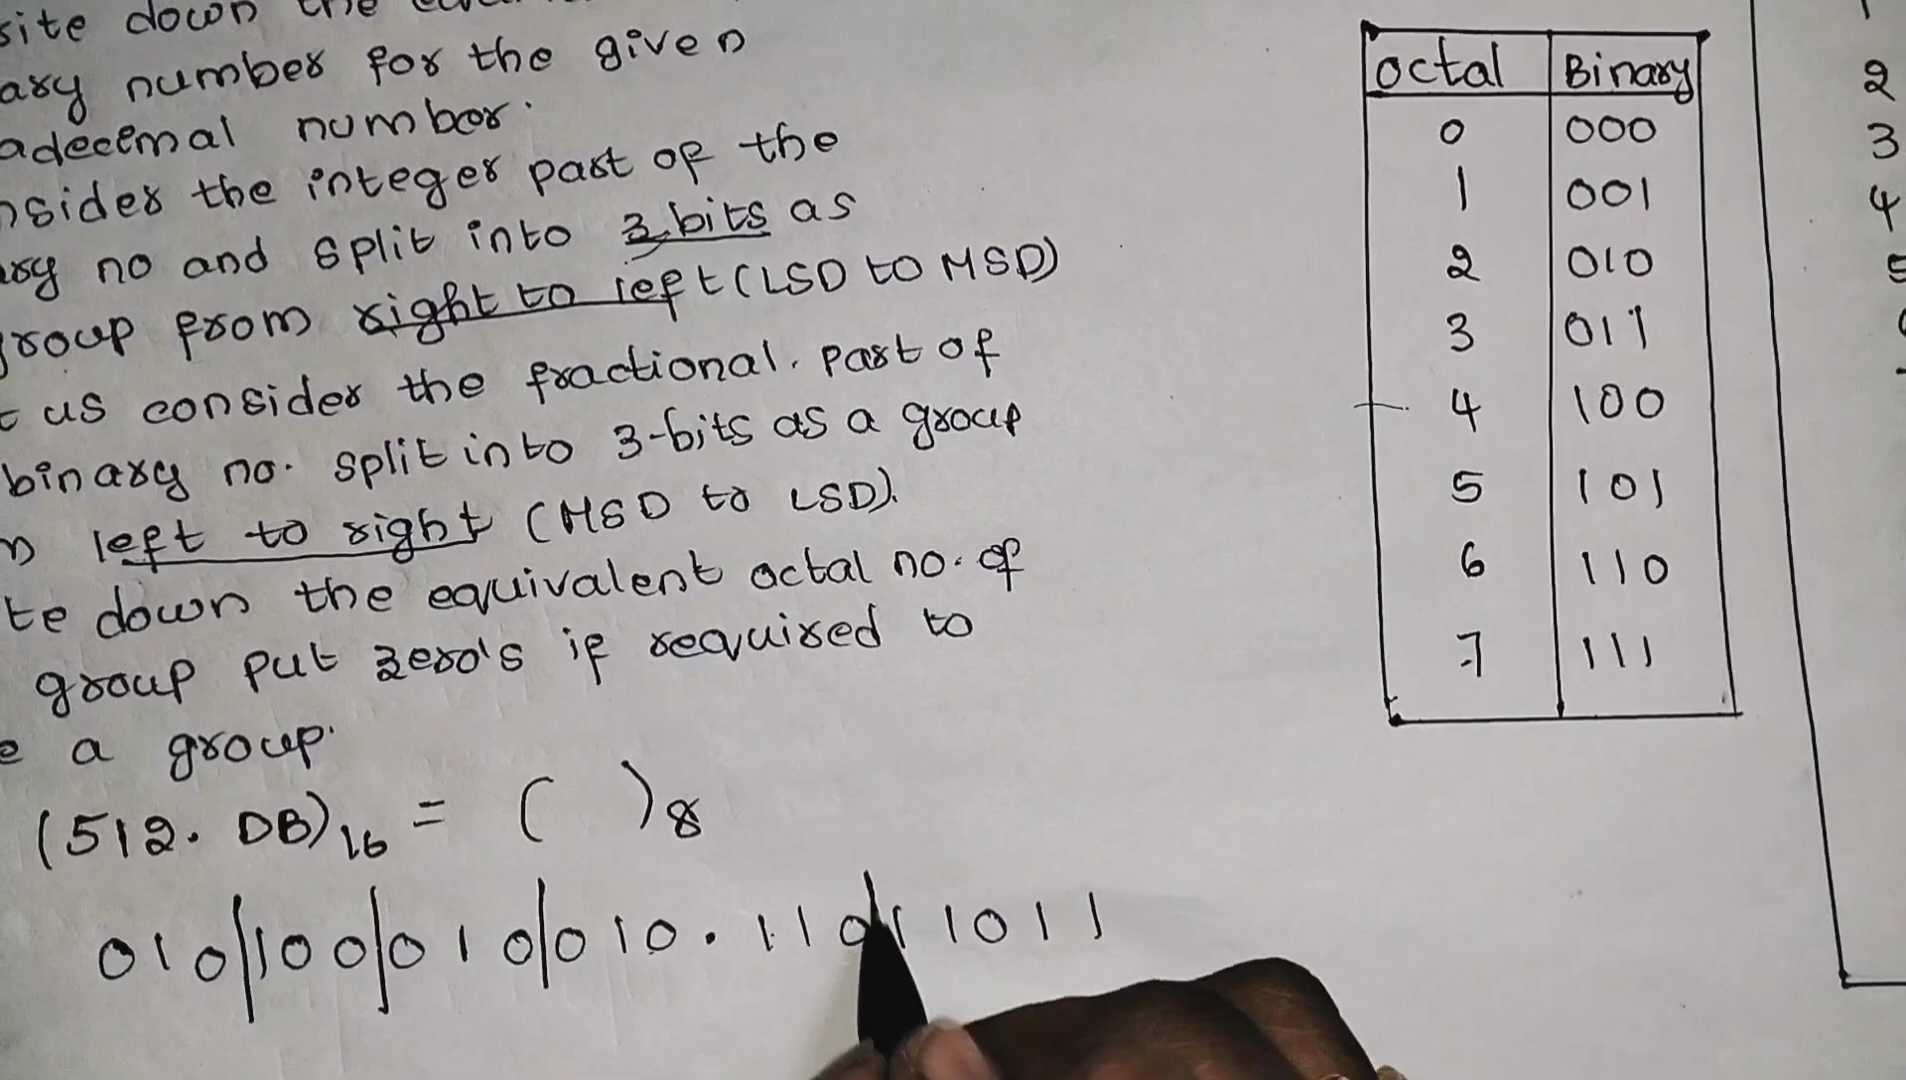 site down the
ary number for the given
adecimal number.
nsider the integer part of the
ary no and split into 3 bits as
group from right to left (LSD to MSD)
t us consider the fractional part of
binary no. split into 3-bits as a group
m left to right (MSD to LSD).
te down the equivalent octal no. of
group put zero's if required to
e a group.
(512. DB)16 = ( )8
010|100|010|010.110|11011
octal Binary
0 000
1 001
2 010
3 011
4 100
5 101
6 110
7 111
2
3
4
5